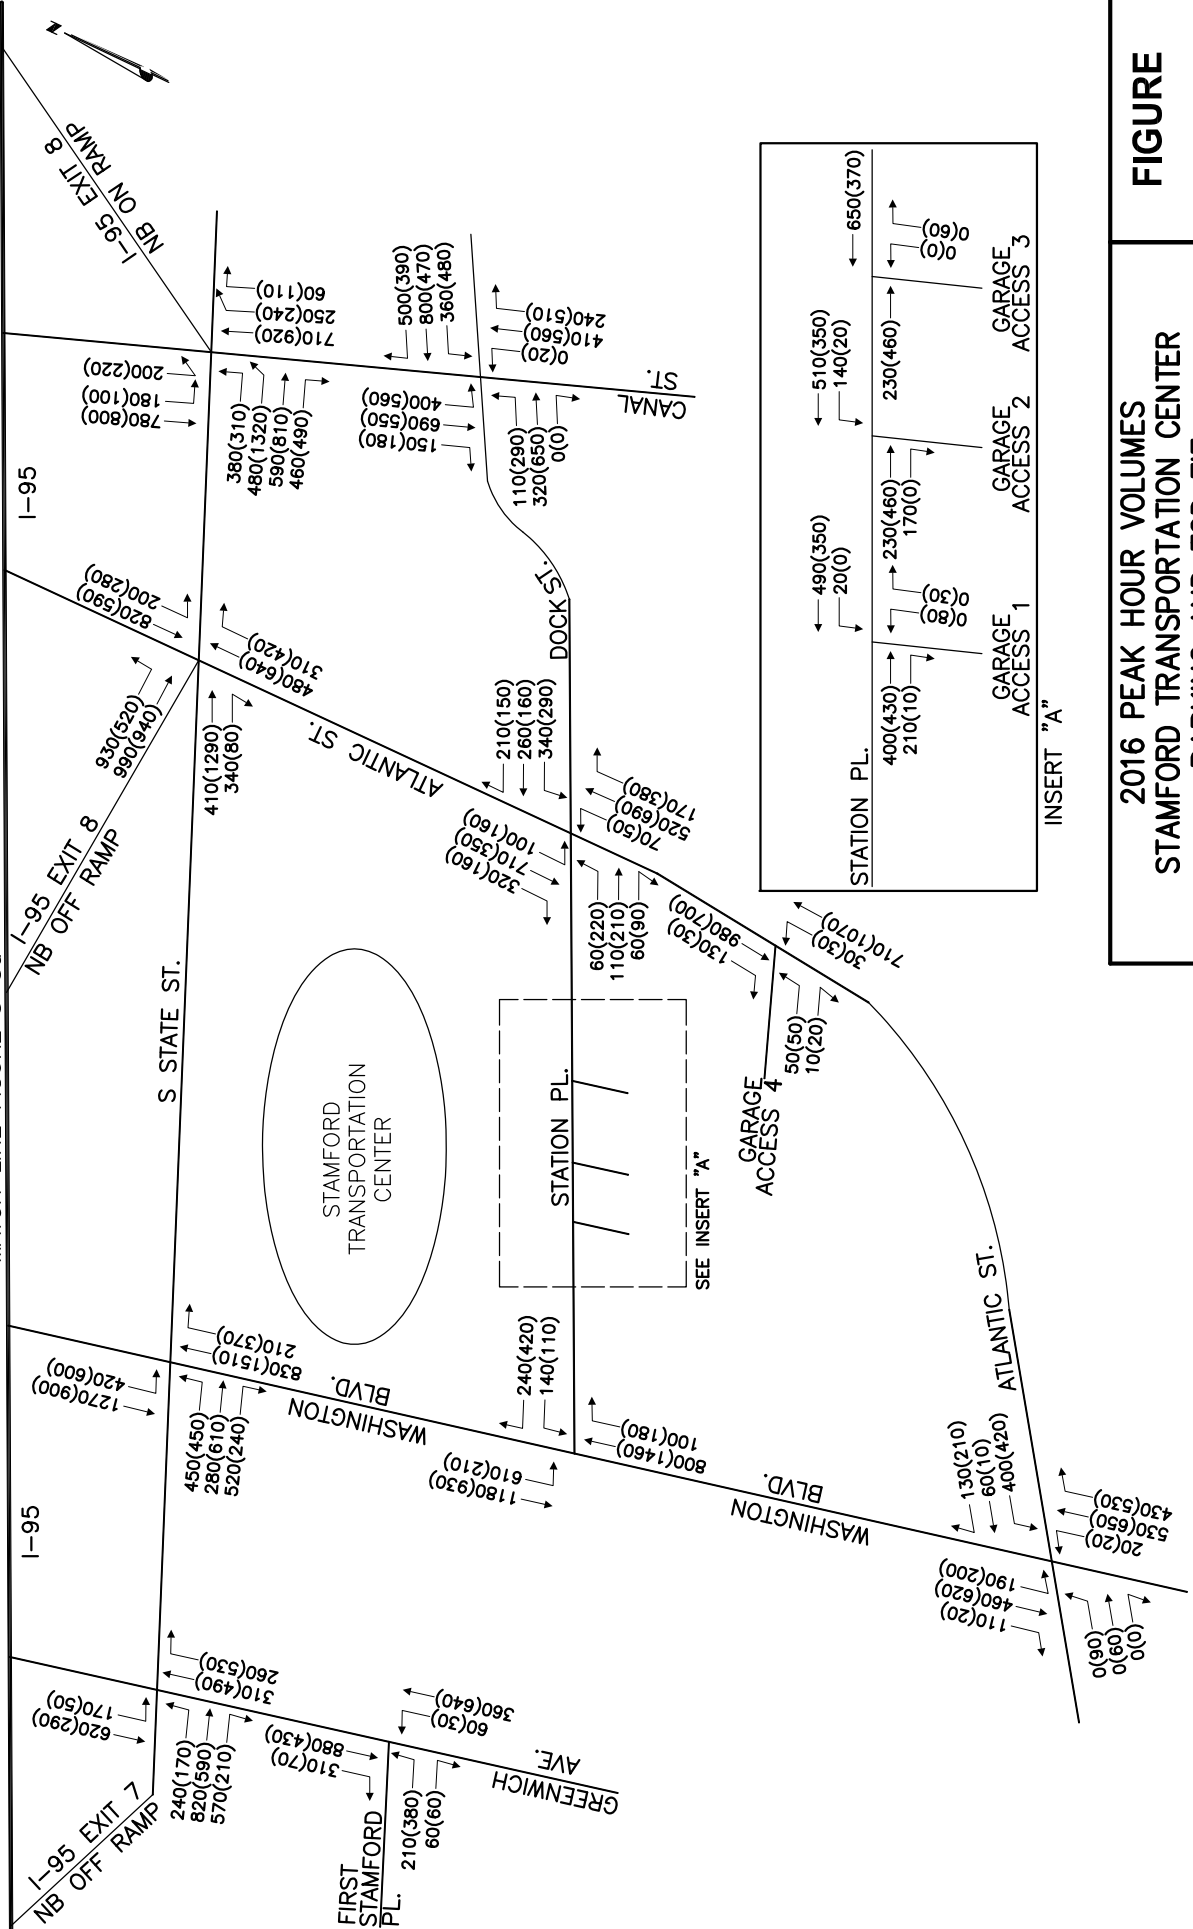 I-95
I-95
I-95 EXIT 7
NB OFF RAMP
I-95 EXIT 8
NB OFF RAMP
I-95 EXIT 8
NB ON RAMP
620(290)
170(50)
240(170)
820(590)
570(210)
310(490)
260(530)
310(70)
880(430)
FIRST
STAMFORD
PL.
210(380)
60(60)
60(30)
360(640)
GREENWICH
AVE.
1270(900)
420(600)
450(450)
280(610)
520(240)
830(1510)
210(370)
WASHINGTON
BLVD.
S STATE ST.
STAMFORD
TRANSPORTATION
CENTER
930(520)
990(940)
820(590)
200(280)
410(1290)
340(80)
480(640)
310(420)
ATLANTIC ST.
780(800)
180(100)
200(220)
380(310)
480(1320)
590(810)
460(490)
710(920)
250(240)
60(110)
150(180)
690(550)
400(560)
500(390)
800(470)
360(480)
110(290)
320(650)
0(0)
0(20)
410(560)
240(510)
CANAL
ST.
DOCK ST.
320(160)
710(350)
100(160)
210(150)
260(160)
340(290)
60(220)
110(210)
60(90)
70(50)
520(690)
170(380)
STATION PL.
SEE INSERT "A"
1180(930)
610(210)
240(420)
140(110)
800(1460)
100(180)
WASHINGTON
BLVD.
130(30)
980(700)
GARAGE
ACCESS 4
50(50)
10(20)
30(30)
710(1070)
ATLANTIC ST.
110(20)
460(620)
190(200)
130(210)
60(10)
400(420)
0(90)
0(60)
0(0)
20(20)
530(650)
430(530)
STATION PL.
490(350)
20(0)
510(350)
140(20)
650(370)
400(430)
210(10)
0(80)
0(30)
230(460)
170(0)
230(460)
0(0)
0(60)
GARAGE
ACCESS 1
GARAGE
ACCESS 2
GARAGE
ACCESS 3
INSERT "A"
2016 PEAK HOUR VOLUMES
STAMFORD TRANSPORTATION CENTER
FIGURE